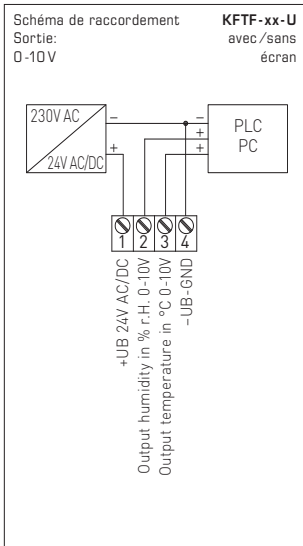 Schéma de raccordement KFTF-xx-U
Sortie: avec/sans
0-10 V écran
230V AC
24V AC/DC
−
+
−
+
+
PLC
PC
1 2 3 4
+UB 24V AC/DC
Output humidity in % r.H. 0-10V
Output temperature in °C 0-10V
−UB-GND